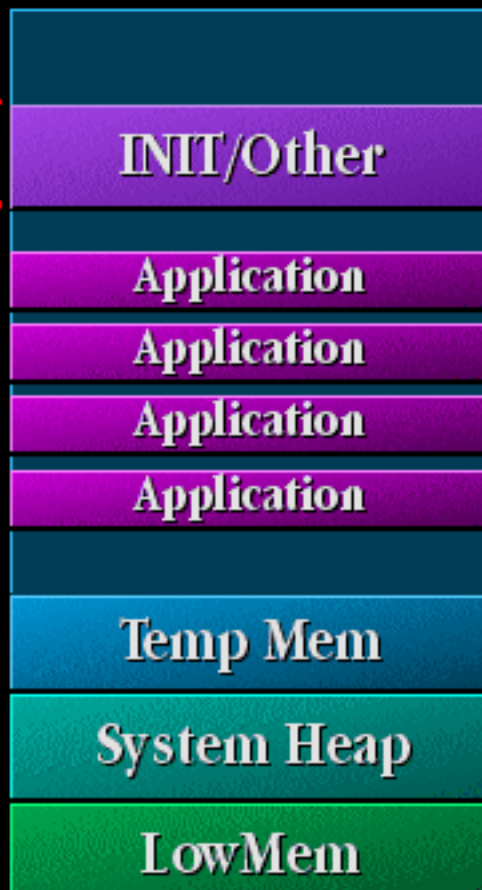 INIT/Other
Application
Application
Application
Application
Temp Mem
System Heap
LowMem